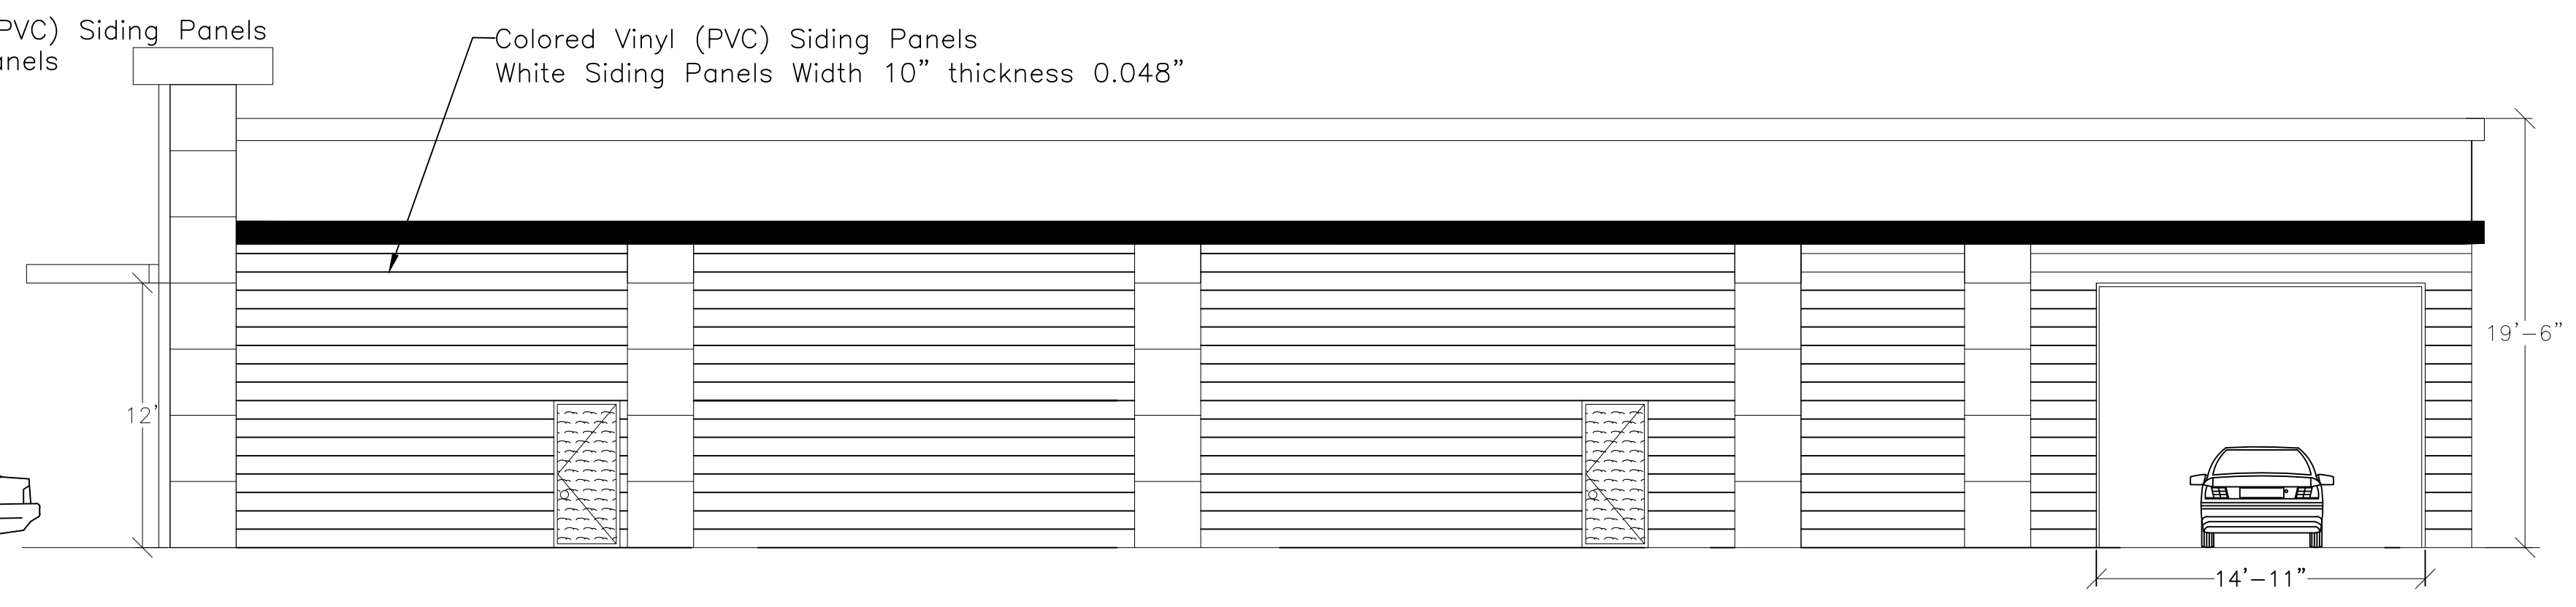 PVC) Siding Panels
anels
Colored Vinyl (PVC) Siding Panels
White Siding Panels Width 10" thickness 0.048"
19'-6"
12'
14'-11"